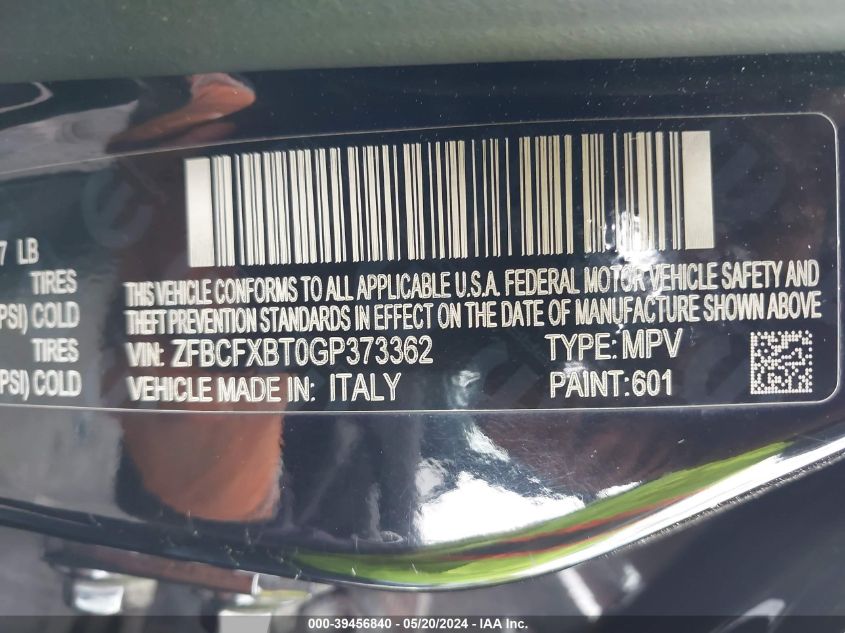 7 LB
TIRES
PSI) COLD
TIRES
PSI) COLD
THIS VEHICLE CONFORMS TO ALL APPLICABLE U.S.A. FEDERAL MOTOR VEHICLE SAFETY AND
THEFT PREVENTION STANDARDS IN EFFECT ON THE DATE OF MANUFACTURE SHOWN ABOVE
VIN: ZFBCFXBT0GP373362 TYPE: MPV
VEHICLE MADE IN: ITALY PAINT:601
000-39456840 - 05/20/2024 - IAA Inc.